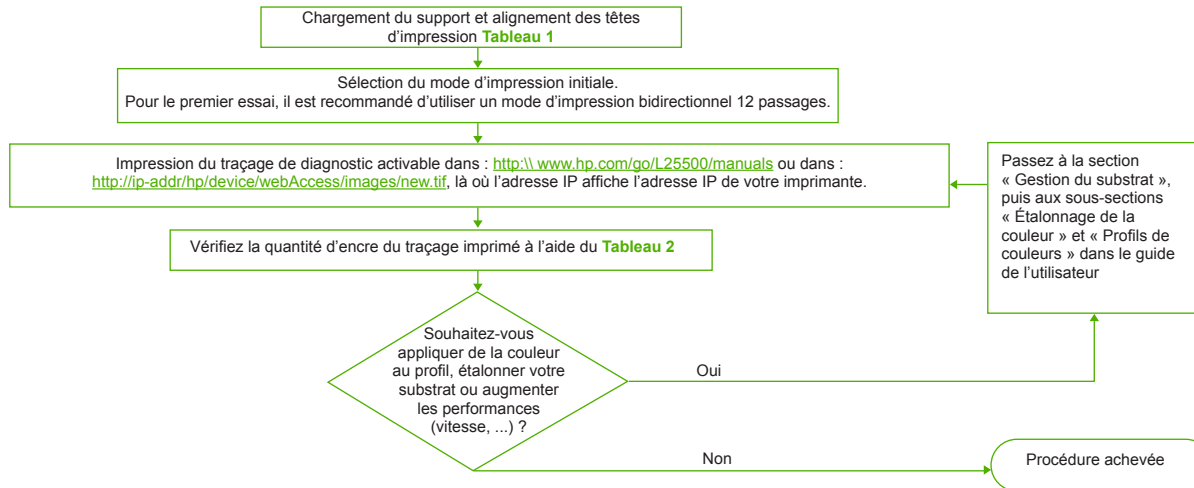 Chargement du support et alignement des têtes
d’impression Tableau 1
Sélection du mode d’impression initiale.
Pour le premier essai, il est recommandé d’utiliser un mode d’impression bidirectionnel 12 passages.
Impression du traçage de diagnostic activable dans : http:\\ www.hp.com/go/L25500/manuals ou dans :
http://ip-addr/hp/device/webAccess/images/new.tif, là où l’adresse IP affiche l’adresse IP de votre imprimante.
Passez à la section
« Gestion du substrat »,
puis aux sous-sections
« Étalonnage de la
couleur » et « Profils de
couleurs » dans le guide
de l’utilisateur
Vérifiez la quantité d’encre du traçage imprimé à l’aide du Tableau 2
Souhaitez-vous
appliquer de la couleur
au profil, étalonner votre
substrat ou augmenter
les performances
(vitesse, ...) ?
Oui
Non
Procédure achevée